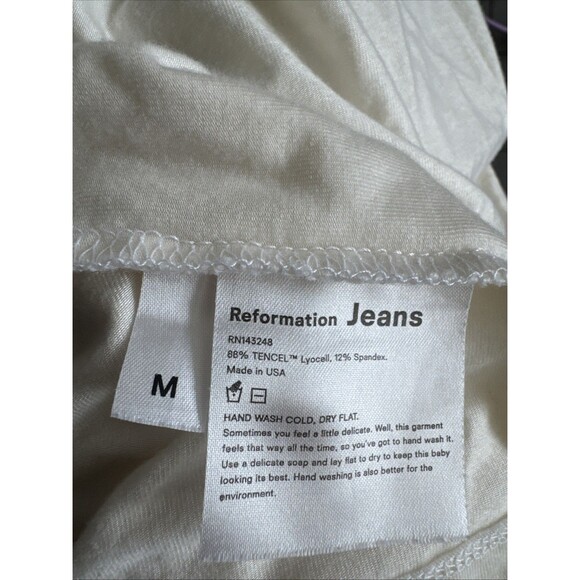 M
Reformation Jeans
RN143248
88% TENCEL™ Lyocell, 12% Spandex.
Made in USA
HAND WASH COLD, DRY FLAT.
Sometimes you feel a little delicate. Well, this garment
feels that way all the time, so you've got to hand wash it.
Use a delicate soap and lay flat to dry to keep this baby
looking its best. Hand washing is also better for the
environment.